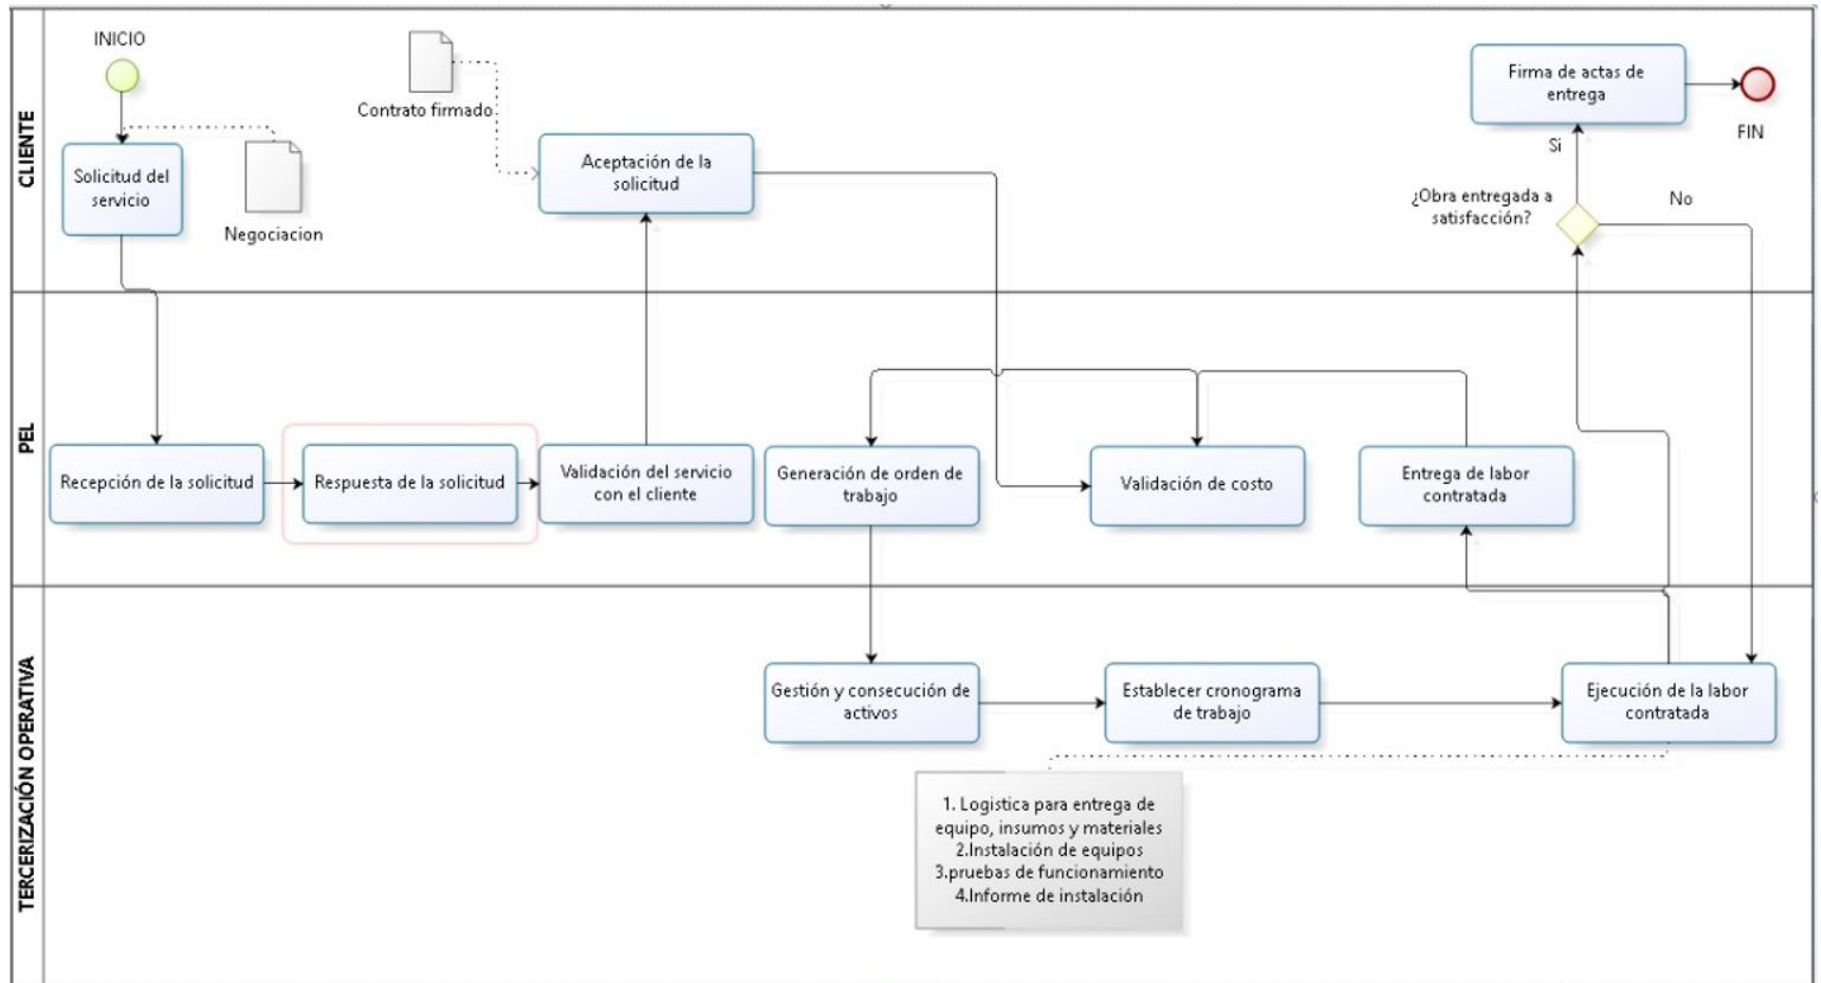 CLIENTE
INICIO
Solicitud del
servicio
Negociacion
Contrato firmado
Aceptación de la
solicitud
Firma de actas de
entrega
FIN
Si
¿Obra entregada a
satisfacción?
No
PEL
Recepción de la solicitud
Respuesta de la solicitud
Validación del servicio
con el cliente
Generación de orden de
trabajo
Validación de costo
Entrega de labor
contratada
TERCERIZACIÓN OPERATIVA
Gestión y consecución de
activos
Establecer cronograma
de trabajo
Ejecución de la labor
contratada
1. Logistica para entrega de
equipo, insumos y materiales
2.Instalación de equipos
3.pruebas de funcionamiento
4.Informe de instalación